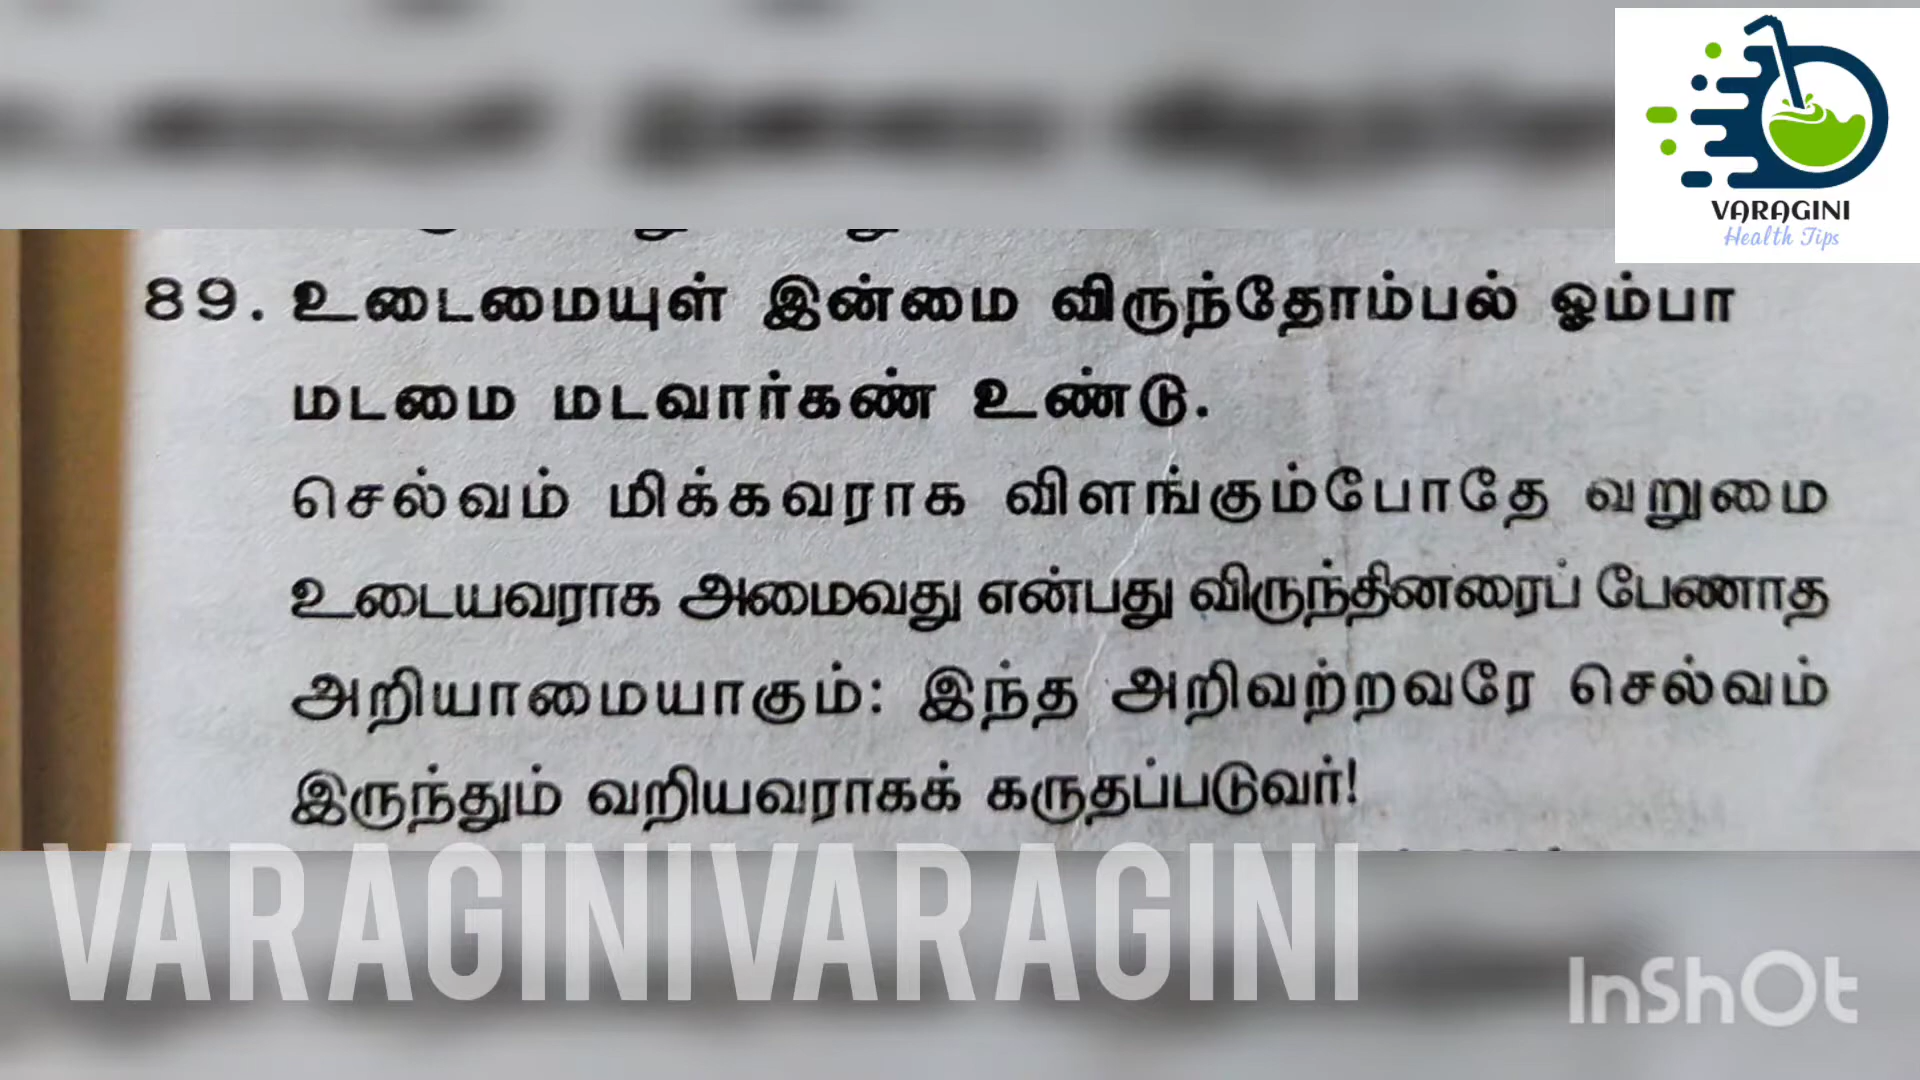 VARAGINI
Health Tips
89. உடைமையுள் இன்மை விருந்தோம்பல் ஓம்பா
மடமை மடவார்கண் உண்டு.
செல்வம் மிக்கவராக விளங்கும்போதே வறுமை
உடையவராக அமைவது என்பது விருந்தினரைப் பேணாத
அறியாமையாகும்: இந்த அறிவற்றவரே செல்வம்
இருந்தும் வறியவராகக் கருதப்படுவர்!
VARAGINI VARAGINI
InShOt